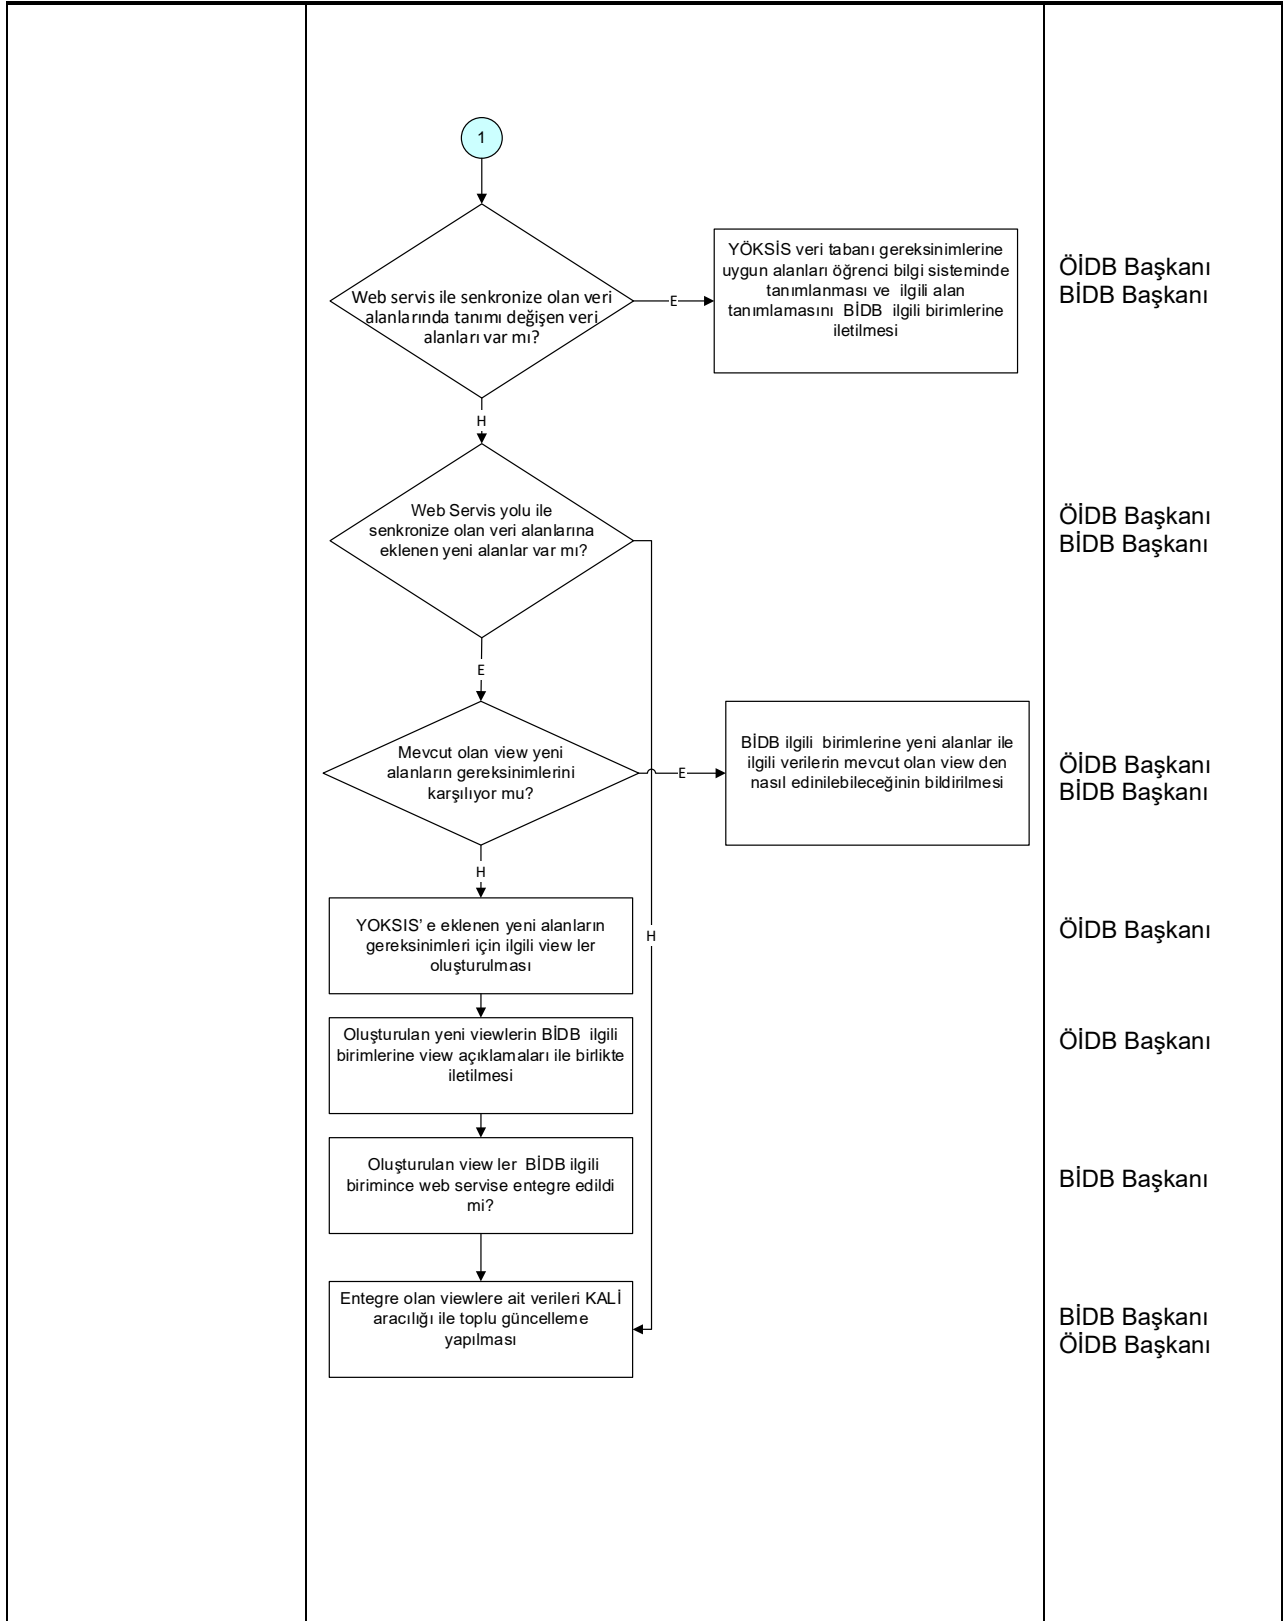 1
Web servis ile senkronize olan veri
alanlarında tanımı değişen veri
alanları var mı?
E
YÖKSİS veri tabanı gereksinimlerine
uygun alanları öğrenci bilgi sisteminde
tanımlanması ve ilgili alan
tanımlamasını BİDB ilgili birimlerine
iletilmesi
ÖİDB Başkanı
BİDB Başkanı
H
Web Servis yolu ile
senkronize olan veri alanlarına
eklenen yeni alanlar var mı?
ÖİDB Başkanı
BİDB Başkanı
E
Mevcut olan view yeni
alanların gereksinimlerini
karşılıyor mu?
E
BİDB ilgili birimlerine yeni alanlar ile
ilgili verilerin mevcut olan view den
nasıl edinilebileceğinin bildirilmesi
ÖİDB Başkanı
BİDB Başkanı
H
YOKSIS’ e eklenen yeni alanların
gereksinimleri için ilgili view ler
oluşturulması
H
ÖİDB Başkanı
Oluşturulan yeni viewlerin BİDB ilgili
birimlerine view açıklamaları ile birlikte
iletilmesi
ÖİDB Başkanı
Oluşturulan view ler BİDB ilgili
birimince web servise entegre edildi
mi?
BİDB Başkanı
Entegre olan viewlere ait verileri KALİ
aracılığı ile toplu güncelleme
yapılması
BİDB Başkanı
ÖİDB Başkanı